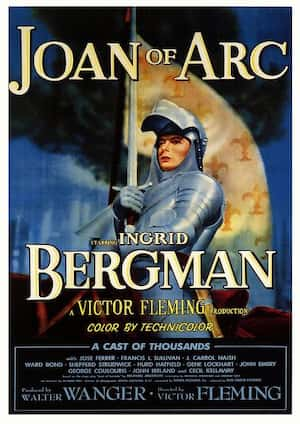 JOAN OF ARC
STARRING INGRID
BERGMAN
A VICTOR FLEMING PRODUCTION
COLOR BY TECHNICOLOR
A CAST OF THOUSANDS
with JOSE FERRER · FRANCIS L. SULLIVAN · J. CARROL NAISH
WARD BOND · SHEPPERD STRUDWICK · HURD HATFIELD · GENE LOCKHART · JOHN EMERY
GEORGE COULOURIS · JOHN IRELAND and CECIL KELLAWAY
Produced by
WALTER WANGER
Directed by
VICTOR FLEMING